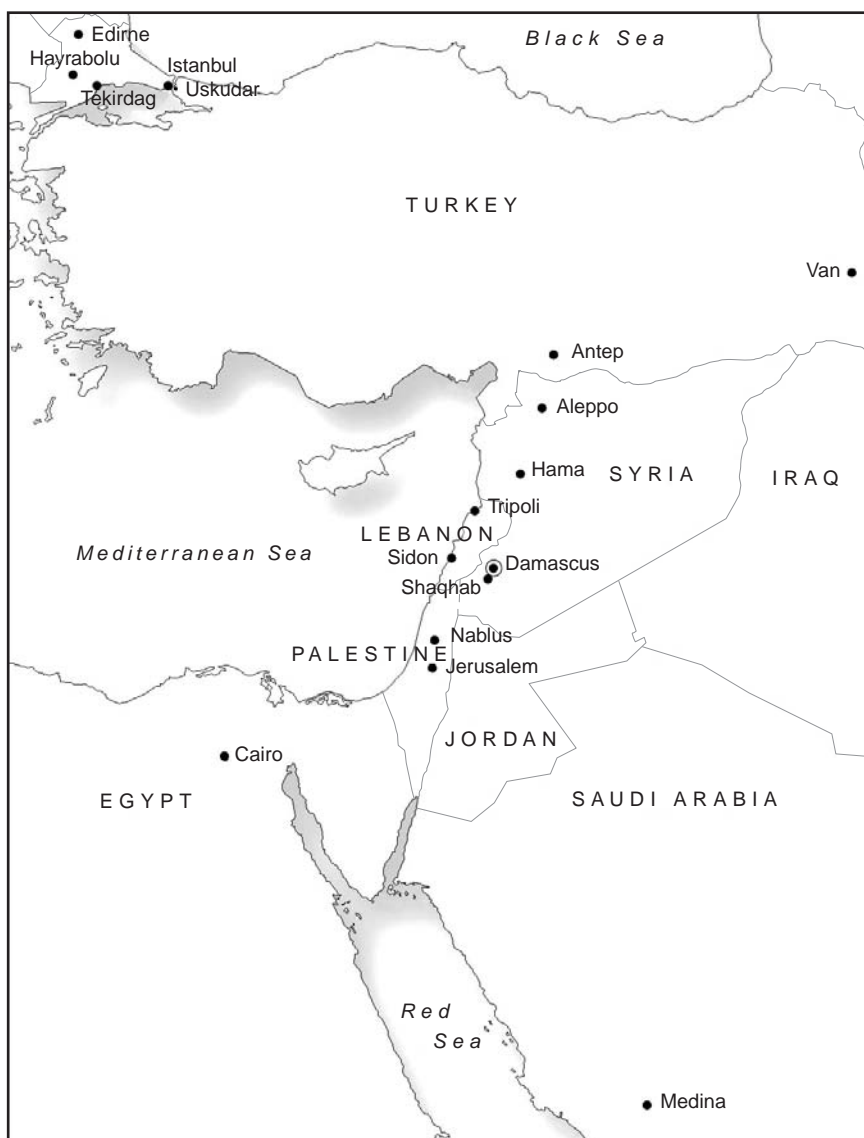 Black Sea
Edirne
Hayrabolu
Istanbul
Tekirdag
Uskudar
TURKEY
Van
Antep
Aleppo
Hama
SYRIA
IRAQ
Tripoli
LEBANON
Mediterranean Sea
Sidon
Damascus
Shaqhab
Nablus
PALESTINE
Jerusalem
JORDAN
Cairo
EGYPT
SAUDI ARABIA
Red
Sea
Medina